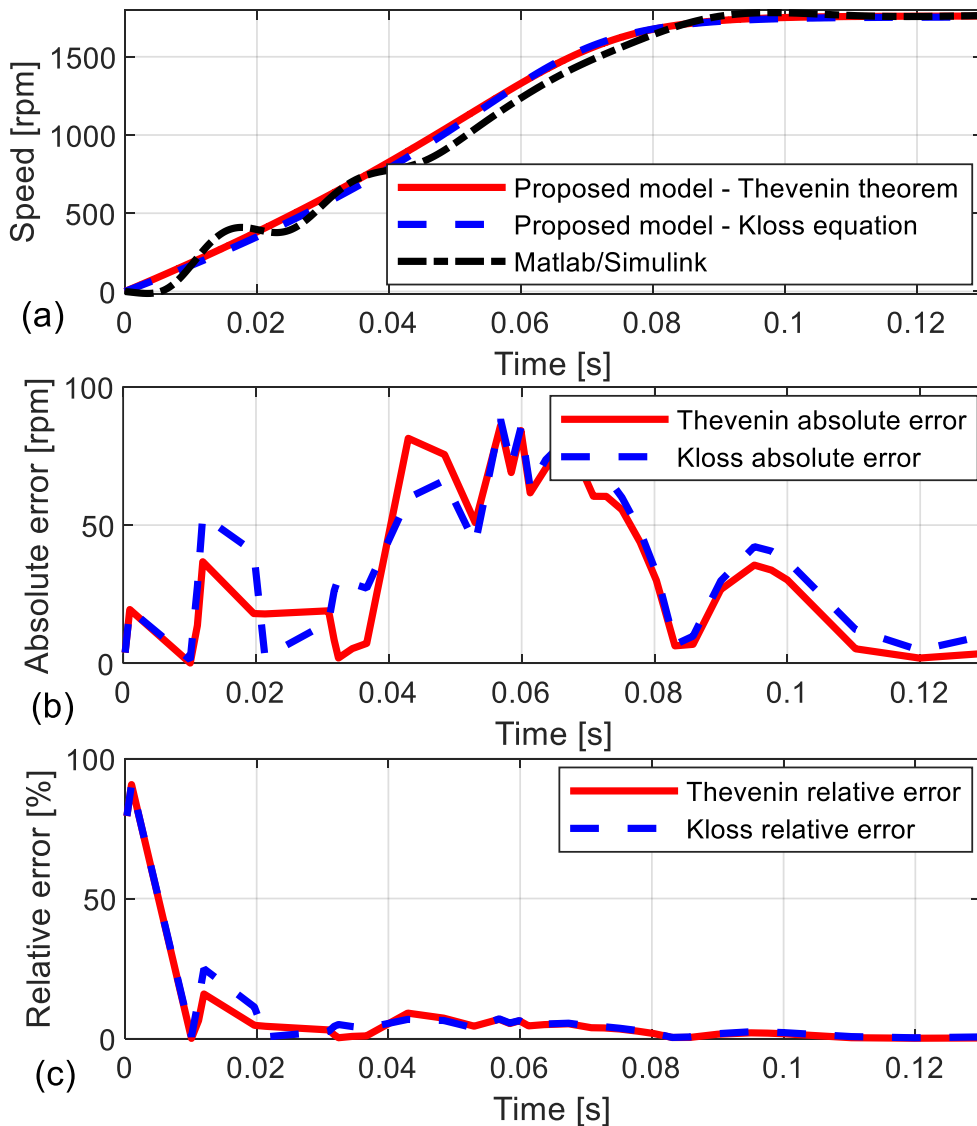 Speed [rpm]
1500
1000
500
0
Proposed model - Thevenin theorem
Proposed model - Kloss equation
Matlab/Simulink
(a)
0 0.02 0.04 0.06 0.08 0.1 0.12
Time [s]
Absolute error [rpm]
100
50
0
Thevenin absolute error
Kloss absolute error
0 0.02 0.04 0.06 0.08 0.1 0.12
(b)
Time [s]
Relative error [%]
100
50
0
Thevenin relative error
Kloss relative error
0 0.02 0.04 0.06 0.08 0.1 0.12
(c)
Time [s]